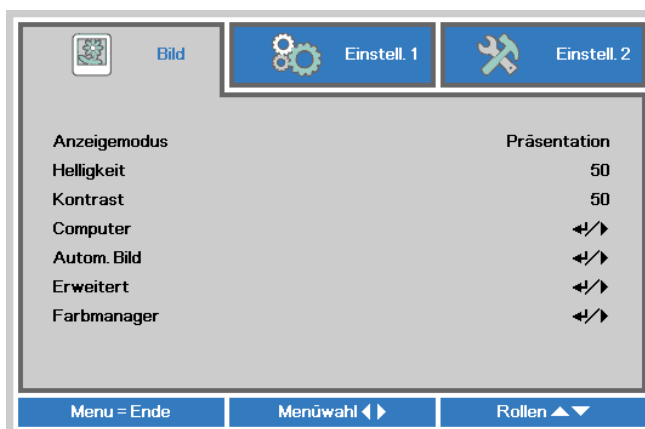 Bild
Einstell. 1
Einstell. 2
Anzeigemodus Präsentation
Helligkeit 50
Kontrast 50
Computer ↵/▶
Autom. Bild ↵/▶
Erweitert ↵/▶
Farbmanager ↵/▶
Menu = Ende
Menüwahl ◀ ▶
Rollen ▲▼